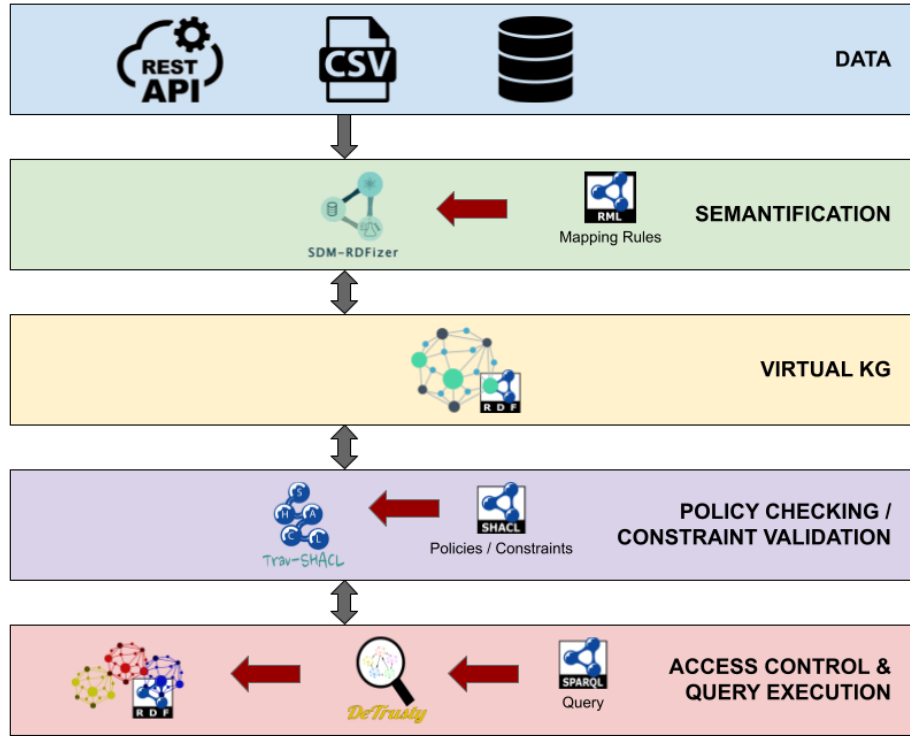 REST
API
CSV
DATA
SDM-RDFizer
RML
Mapping Rules
SEMANTIFICATION
RDF
VIRTUAL KG
S
H A
C L
Trav-SHACL
SHACL
Policies / Constraints
POLICY CHECKING /
CONSTRAINT VALIDATION
RDF
DeTrusty
SPARQL
Query
ACCESS CONTROL &
QUERY EXECUTION